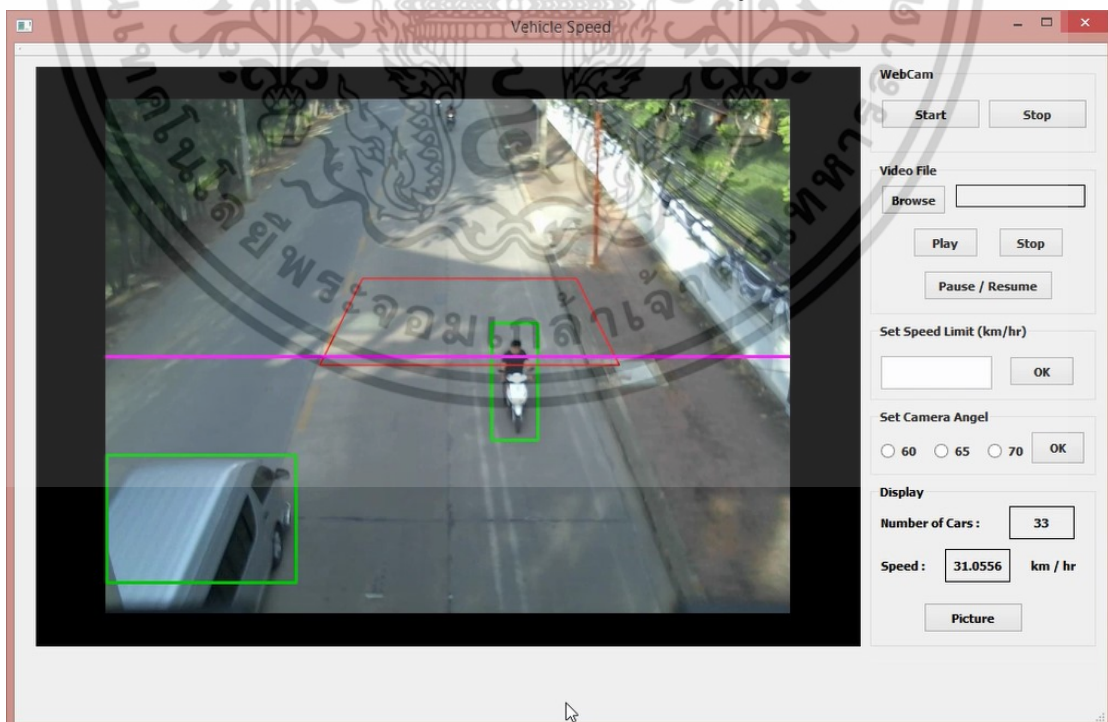 Vehicle Speed
WebCam
Start Stop
Video File
Browse
Play Stop
Pause / Resume
Set Speed Limit (km/hr)
OK
Set Camera Angel
60 65 70 OK
Display
Number of Cars : 33
Speed : 31.0556 km / hr
Picture